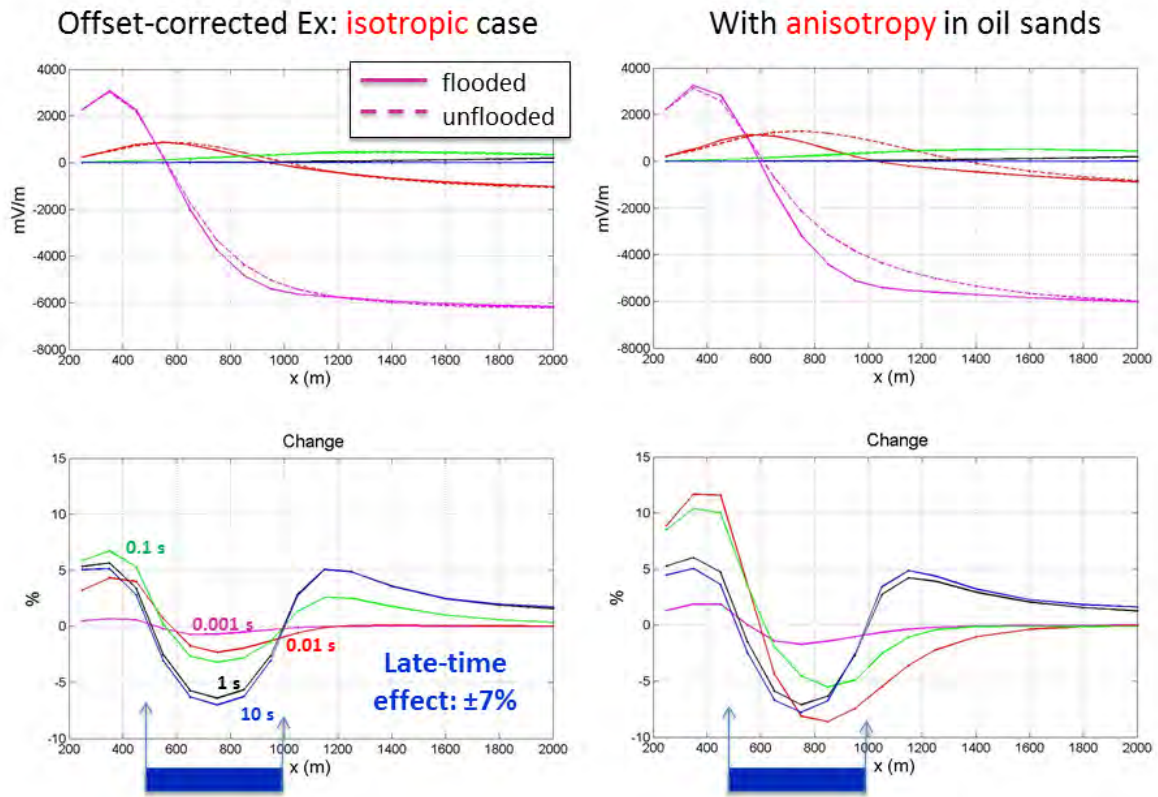 Offset-corrected Ex: isotropic case
With anisotropy in oil sands
flooded
unflooded
4000
2000
0
-2000
-4000
-6000
-8000
mV/m
200 400 600 800 1000 1200 1400 1600 1800 2000
x (m)
4000
2000
0
-2000
-4000
-6000
-8000
mV/m
200 400 600 800 1000 1200 1400 1600 1800 2000
x (m)
Change
15
10
5
0
-5
-10
%
0.1 s
0.001 s
0.01 s
1 s
10 s
Late-time
effect: ±7%
200 400 600 800 1000 1200 1400 1600 1800 2000
x (m)
Change
15
10
5
0
-5
-10
%
200 400 600 800 1000 1200 1400 1600 1800 2000
x (m)